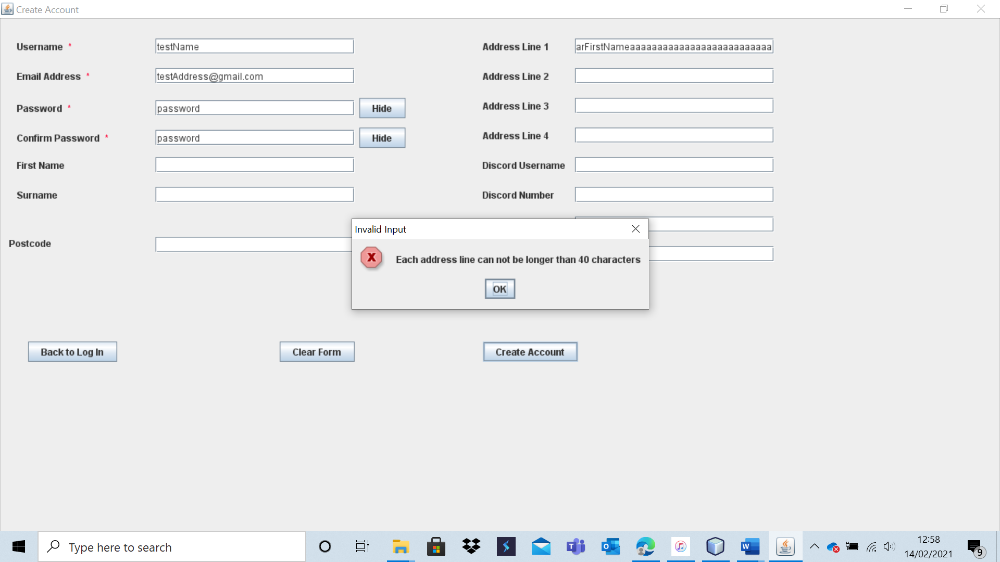 Create Account
Username *
testName
Email Address *
testAddress@gmail.com
Password *
password
Hide
Confirm Password *
password
Hide
First Name
Surname
Postcode
Address Line 1
arFirstNameaaaaaaaaaaaaaaaaaaaaaaaaaa
Address Line 2
Address Line 3
Address Line 4
Discord Username
Discord Number
Invalid Input
X
Each address line can not be longer than 40 characters
OK
Back to Log In
Clear Form
Create Account
Type here to search
12:58
14/02/2021
9